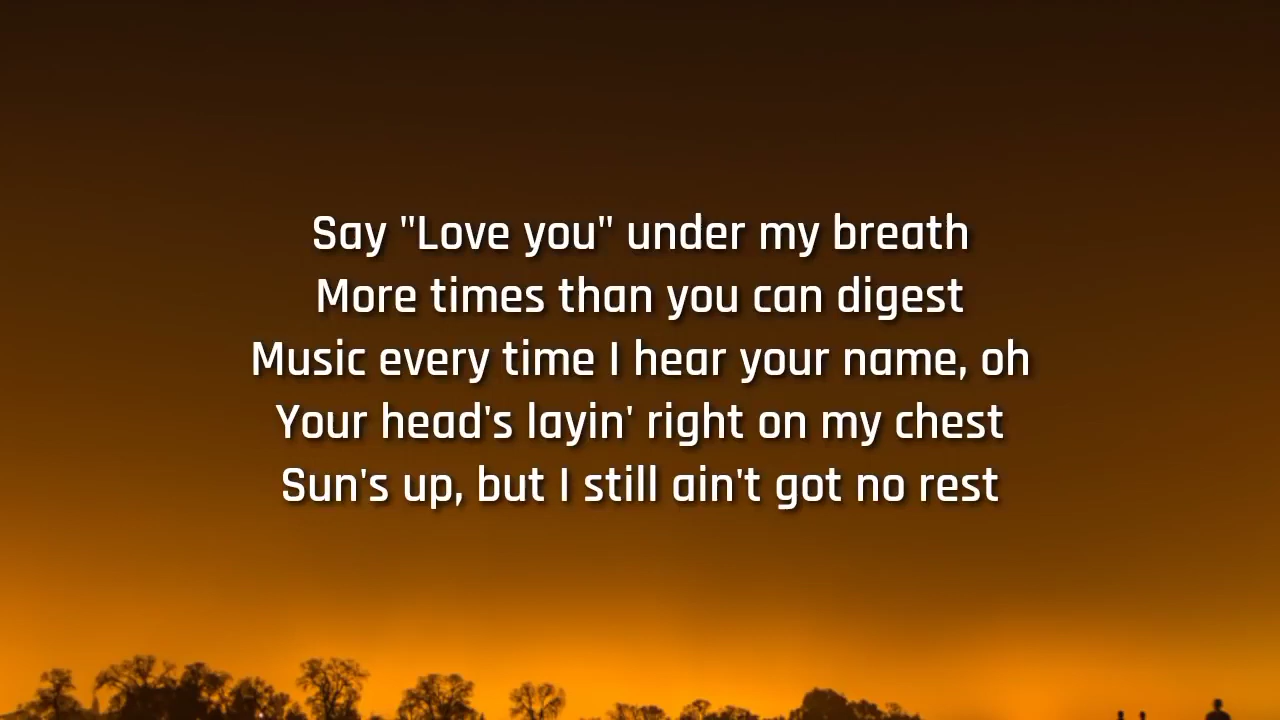 Say "Love you" under my breath
More times than you can digest
Music every time I hear your name, oh
Your head's layin' right on my chest
Sun's up, but I still ain't got no rest